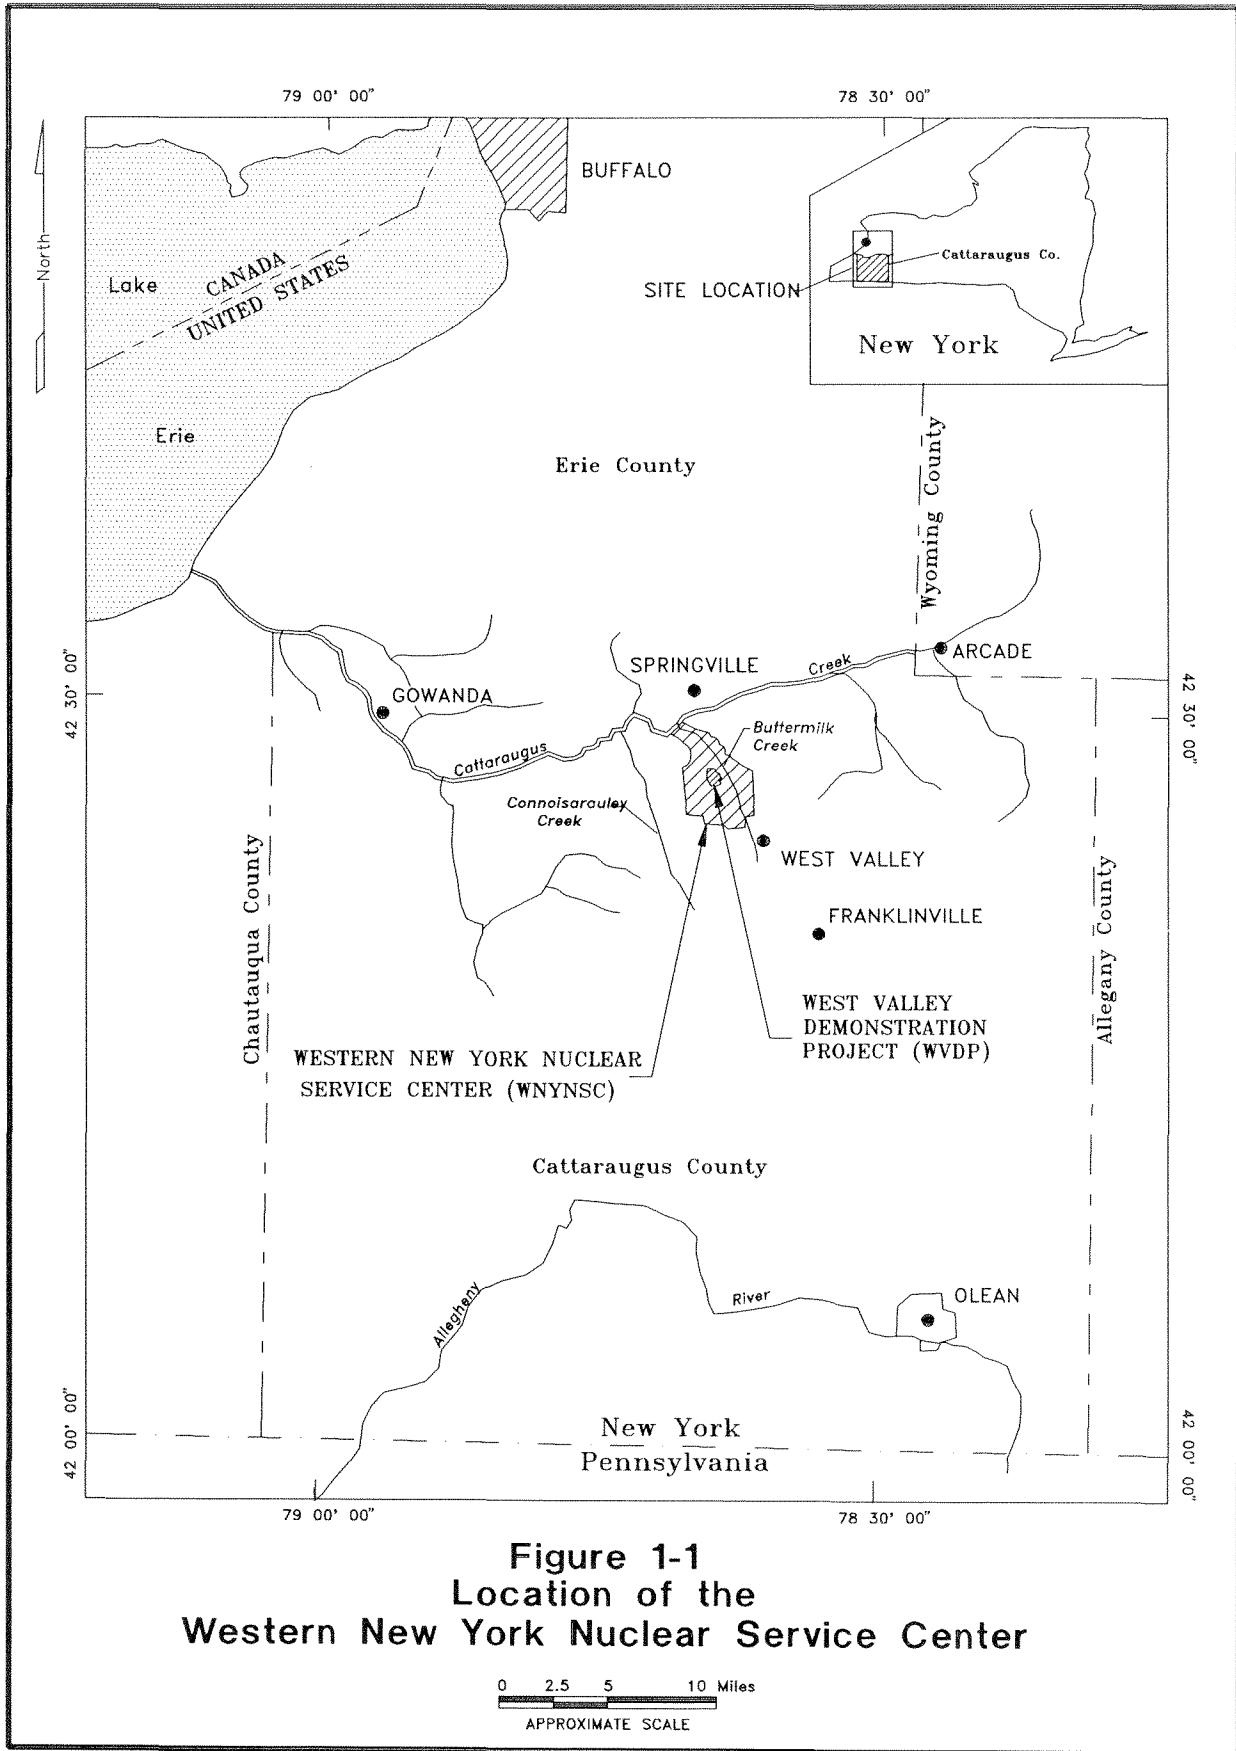 79 00' 00"
78 30' 00"
North
BUFFALO
Lake
CANADA
UNITED STATES
Cattaraugus Co.
SITE LOCATION
New York
Erie
Erie County
Wyoming County
42 30' 00"
SPRINGVILLE
Creek
ARCADE
GOWANDA
42 30' 00"
Buttermilk
Creek
Cattaraugus
Connoisarauley
Creek
WEST VALLEY
Chautauqua County
FRANKLINVILLE
Allegany County
WEST VALLEY
DEMONSTRATION
PROJECT (WVDP)
WESTERN NEW YORK NUCLEAR
SERVICE CENTER (WNYNSC)
Cattaraugus County
Allegheny
River
OLEAN
42 00' 00"
New York
Pennsylvania
42 00' 00"
79 00' 00"
78 30' 00"
Figure 1-1
Location of the
Western New York Nuclear Service Center
0 2.5 5 10 Miles
APPROXIMATE SCALE